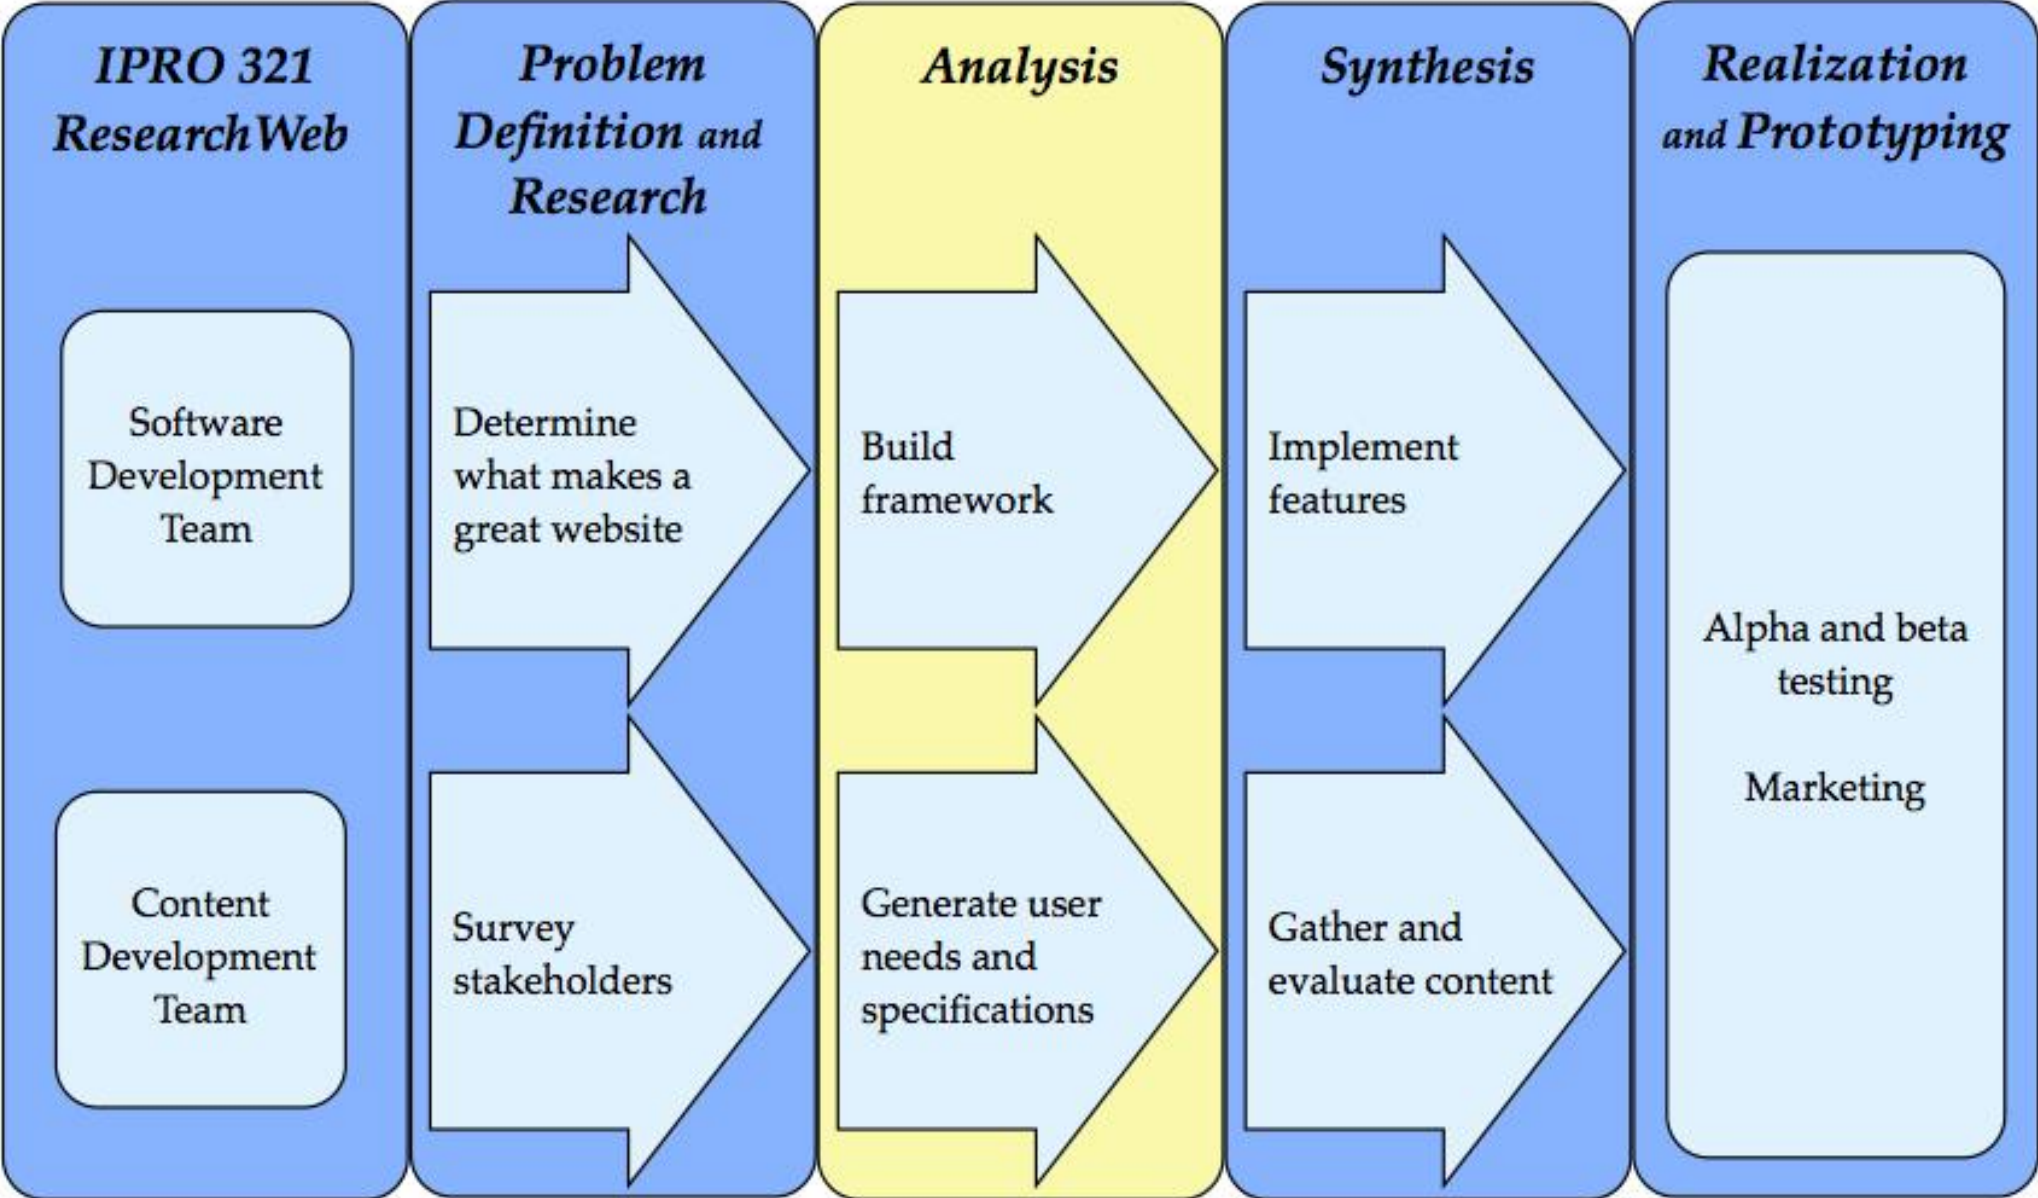 IPRO 321
ResearchWeb
Problem
Definition and
Research
Analysis
Synthesis
Realization
and Prototyping
Software
Development
Team
Determine
what makes a
great website
Build
framework
Implement
features
Content
Development
Team
Survey
stakeholders
Generate user
needs and
specifications
Gather and
evaluate content
Alpha and beta
testing
Marketing